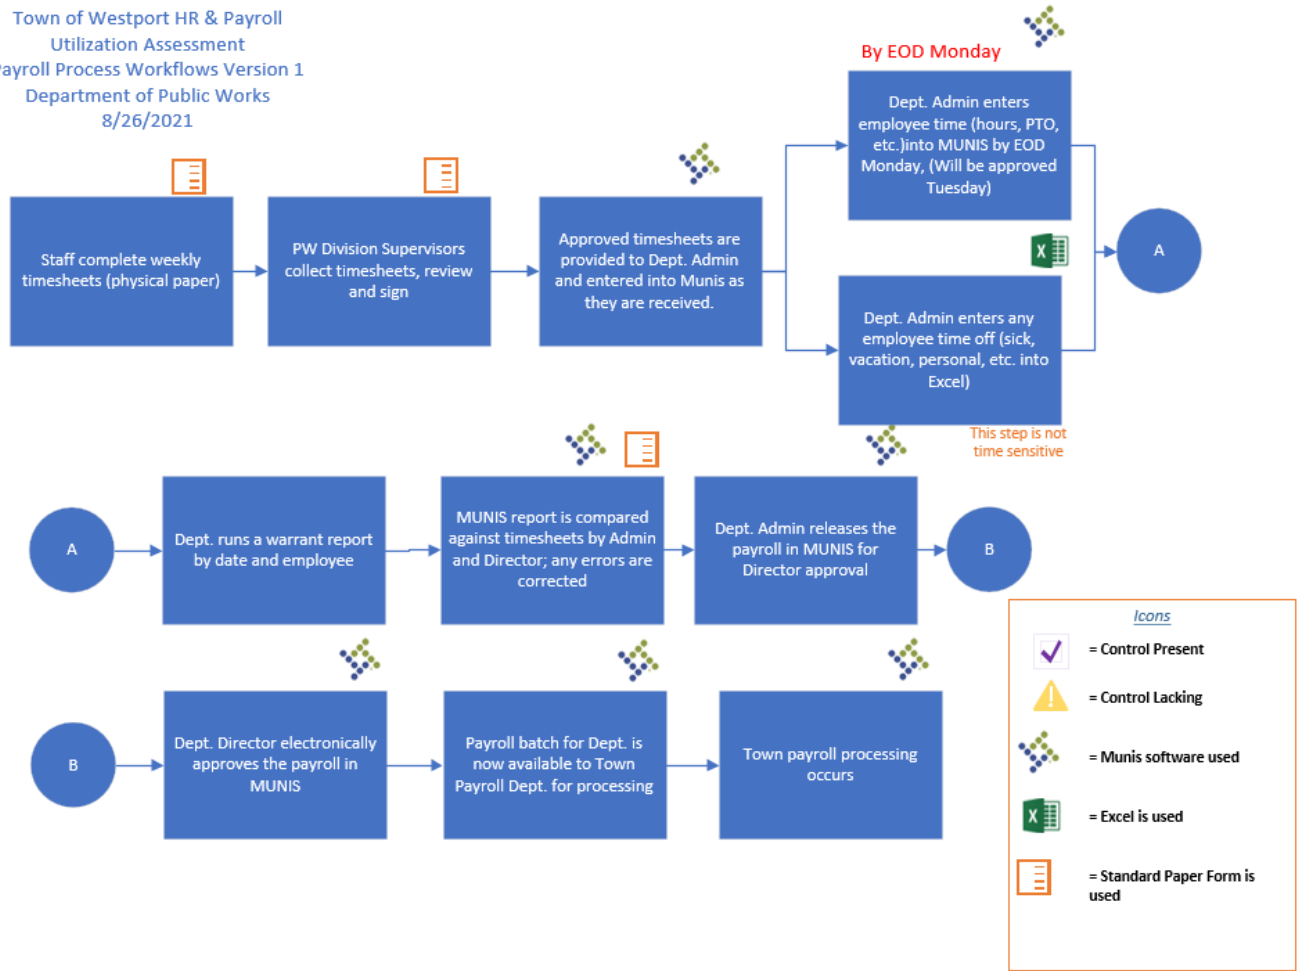 Town of Westport HR & Payroll
Utilization Assessment
Payroll Process Workflows Version 1
Department of Public Works
8/26/2021
By EOD Monday
Staff complete weekly
timesheets (physical paper)
PW Division Supervisors
collect timesheets, review
and sign
Approved timesheets are
provided to Dept. Admin
and entered into Munis as
they are received.
Dept. Admin enters
employee time (hours, PTO,
etc.)into MUNIS by EOD
Monday, (Will be approved
Tuesday)
Dept. Admin enters any
employee time off (sick,
vacation, personal, etc. into
Excel)
This step is not
time sensitive
A
A
Dept. runs a warrant report
by date and employee
MUNIS report is compared
against timesheets by Admin
and Director; any errors are
corrected
Dept. Admin releases the
payroll in MUNIS for
Director approval
B
B
Dept. Director electronically
approves the payroll in
MUNIS
Payroll batch for Dept. is
now available to Town
Payroll Dept. for processing
Town payroll processing
occurs
Icons
= Control Present
= Control Lacking
= Munis software used
= Excel is used
= Standard Paper Form is
used